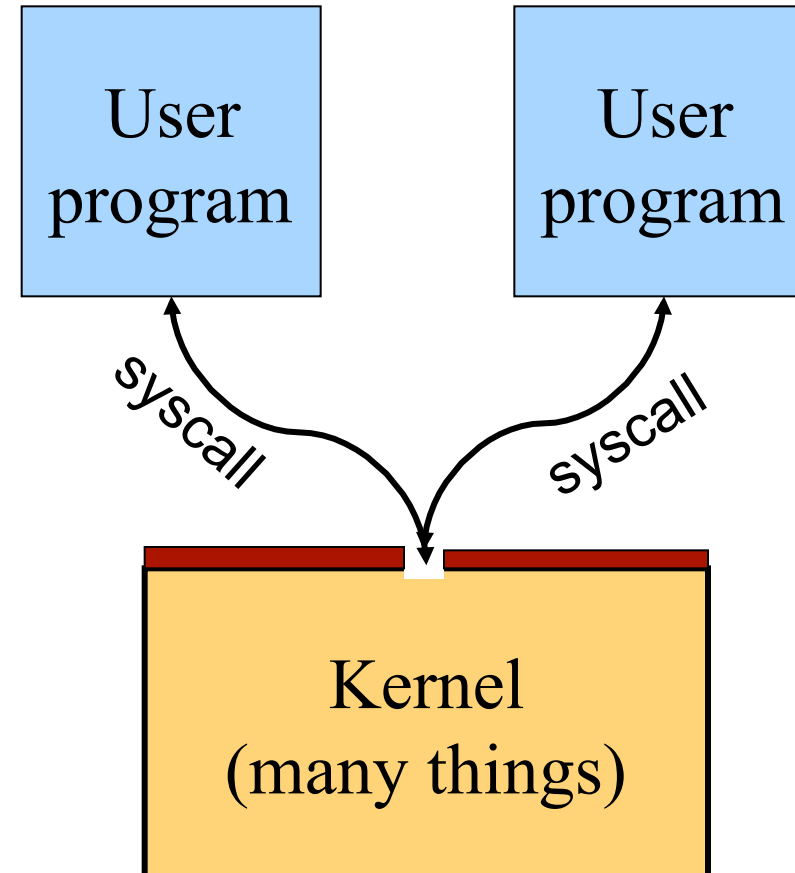 User
program
User
program
syscall
syscall
Kernel
(many things)